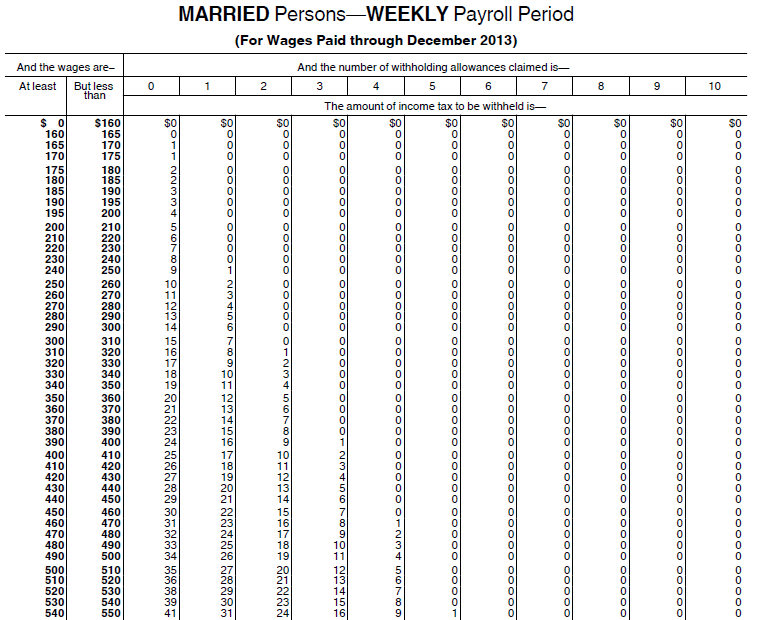 MARRIED Persons—WEEKLY Payroll Period
(For Wages Paid through December 2013)
And the wages are– And the number of withholding allowances claimed is—
At least But less than 0 1 2 3 4 5 6 7 8 9 10
The amount of income tax to be withheld is—
$ 0 $160 $0 $0 $0 $0 $0 $0 $0 $0 $0 $0 $0
160 165 0 0 0 0 0 0 0 0 0 0 0
165 170 1 0 0 0 0 0 0 0 0 0 0
170 175 1 0 0 0 0 0 0 0 0 0 0
175 180 2 0 0 0 0 0 0 0 0 0 0
180 185 2 0 0 0 0 0 0 0 0 0 0
185 190 3 0 0 0 0 0 0 0 0 0 0
190 195 3 0 0 0 0 0 0 0 0 0 0
195 200 4 0 0 0 0 0 0 0 0 0 0
200 210 5 0 0 0 0 0 0 0 0 0 0
210 220 6 0 0 0 0 0 0 0 0 0 0
220 230 7 0 0 0 0 0 0 0 0 0 0
230 240 8 0 0 0 0 0 0 0 0 0 0
240 250 9 1 0 0 0 0 0 0 0 0 0
250 260 10 2 0 0 0 0 0 0 0 0 0
260 270 11 3 0 0 0 0 0 0 0 0 0
270 280 12 4 0 0 0 0 0 0 0 0 0
280 290 13 5 0 0 0 0 0 0 0 0 0
290 300 14 6 0 0 0 0 0 0 0 0 0
300 310 15 7 0 0 0 0 0 0 0 0 0
310 320 16 8 1 0 0 0 0 0 0 0 0
320 330 17 9 2 0 0 0 0 0 0 0 0
330 340 18 10 3 0 0 0 0 0 0 0 0
340 350 19 11 4 0 0 0 0 0 0 0 0
350 360 20 12 5 0 0 0 0 0 0 0 0
360 370 21 13 6 0 0 0 0 0 0 0 0
370 380 22 14 7 0 0 0 0 0 0 0 0
380 390 23 15 8 0 0 0 0 0 0 0 0
390 400 24 16 9 1 0 0 0 0 0 0 0
400 410 25 17 10 2 0 0 0 0 0 0 0
410 420 26 18 11 3 0 0 0 0 0 0 0
420 430 27 19 12 4 0 0 0 0 0 0 0
430 440 28 20 13 5 0 0 0 0 0 0 0
440 450 29 21 14 6 0 0 0 0 0 0 0
450 460 30 22 15 7 0 0 0 0 0 0 0
460 470 31 23 16 8 1 0 0 0 0 0 0
470 480 32 24 17 9 2 0 0 0 0 0 0
480 490 33 25 18 10 3 0 0 0 0 0 0
490 500 34 26 19 11 4 0 0 0 0 0 0
500 510 35 27 20 12 5 0 0 0 0 0 0
510 520 36 28 21 13 6 0 0 0 0 0 0
520 530 38 29 22 14 7 0 0 0 0 0 0
530 540 39 30 23 15 8 0 0 0 0 0 0
540 550 41 31 24 16 9 1 0 0 0 0 0